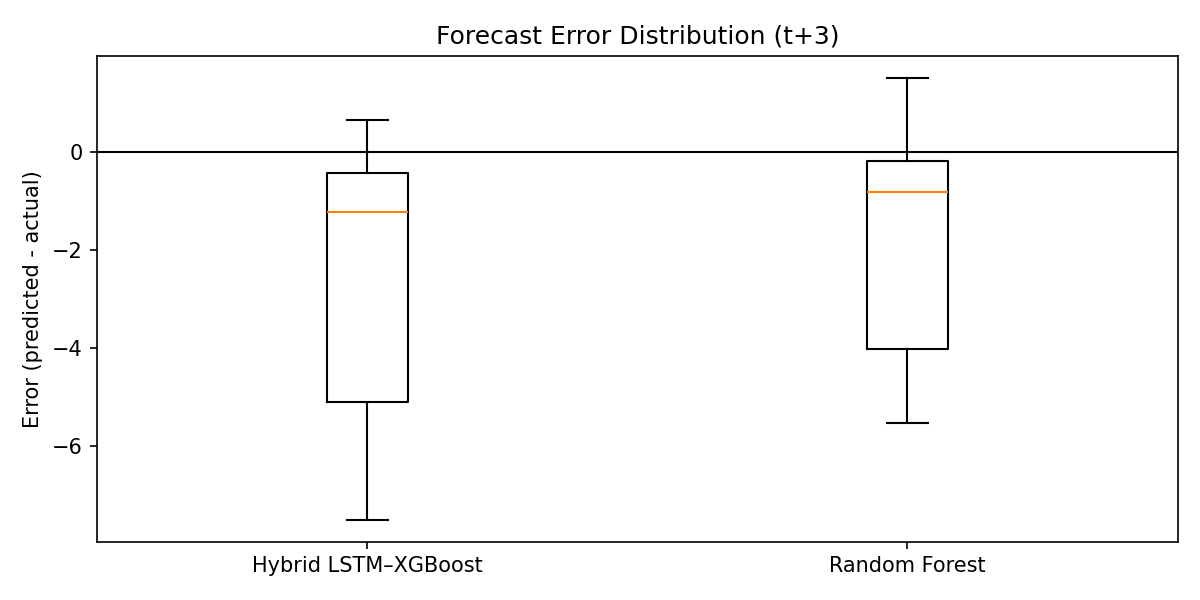 Forecast Error Distribution (t+3)
Error (predicted - actual)
0
−2
−4
−6
Hybrid LSTM–XGBoost
Random Forest